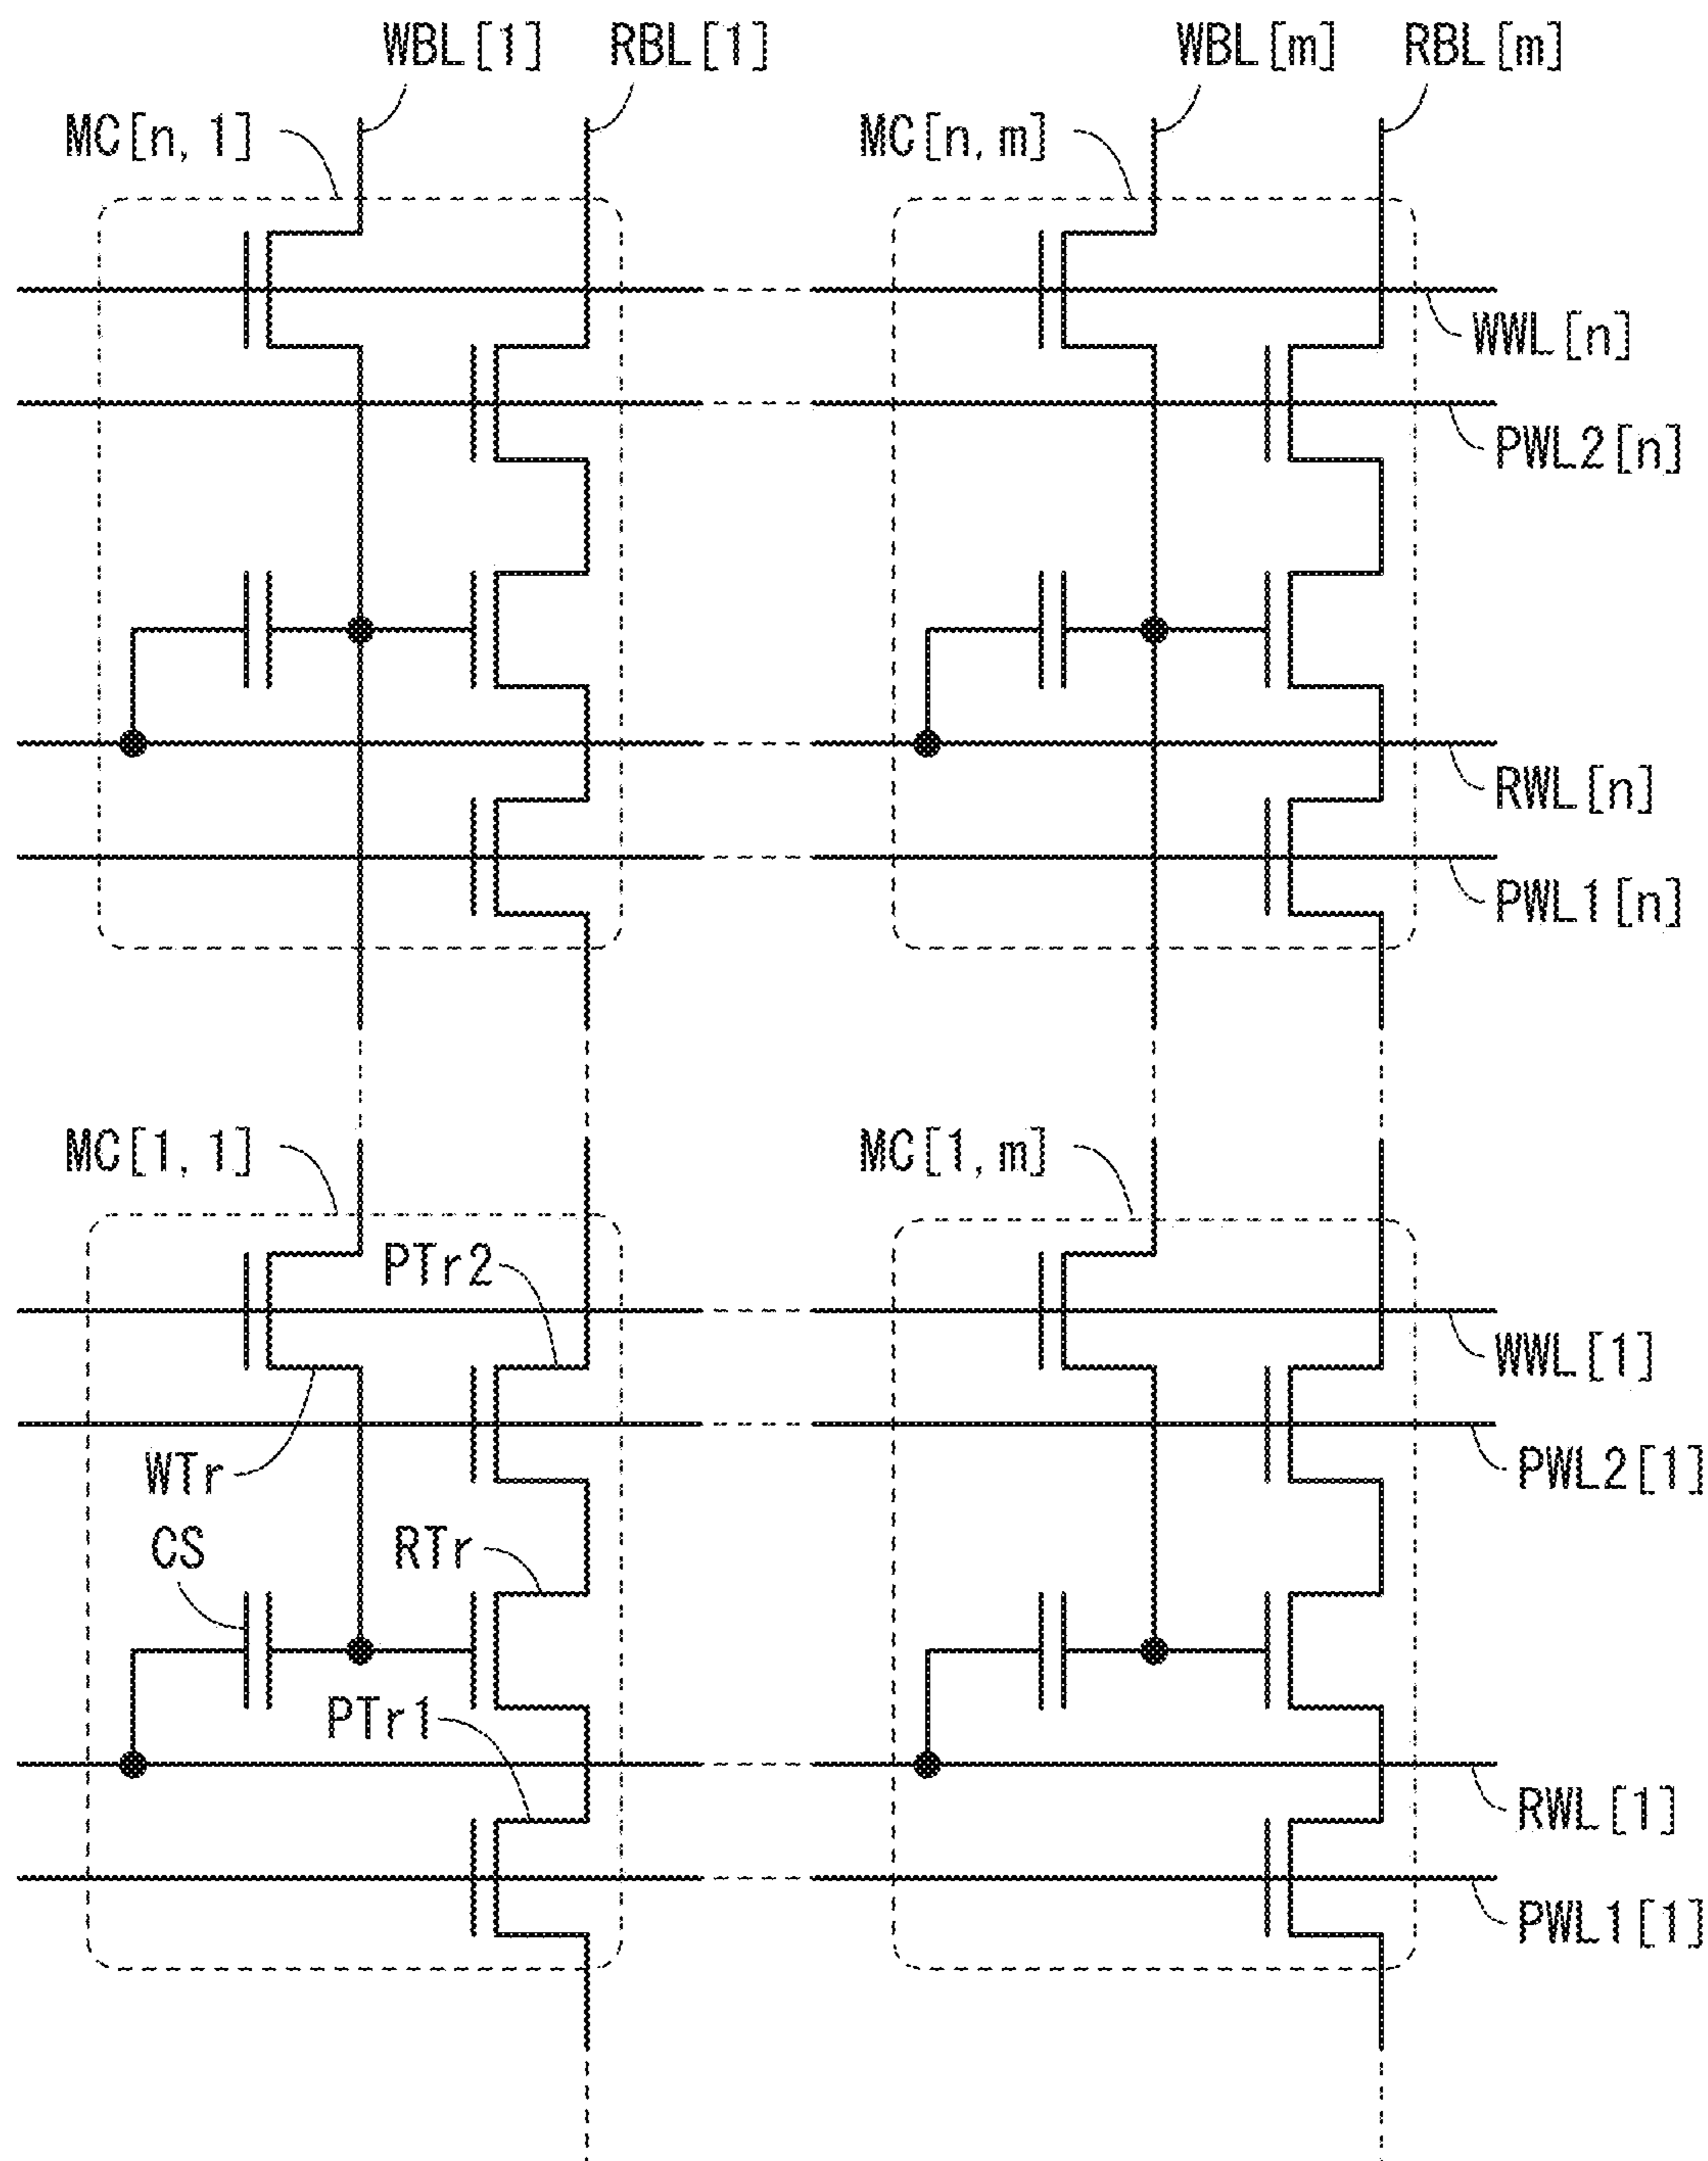 WBL[1] RBL[1] WBL[m] RBL[m]
MC[n,1] MC[n,m]
WWL[n]
PWL2[n]
RWL[n]
PWL1[n]
MC[1,1] MC[1,m]
PTr2
WWL[1]
WTr PWL2[1]
CS RTr
PTr1
RWL[1]
PWL1[1]